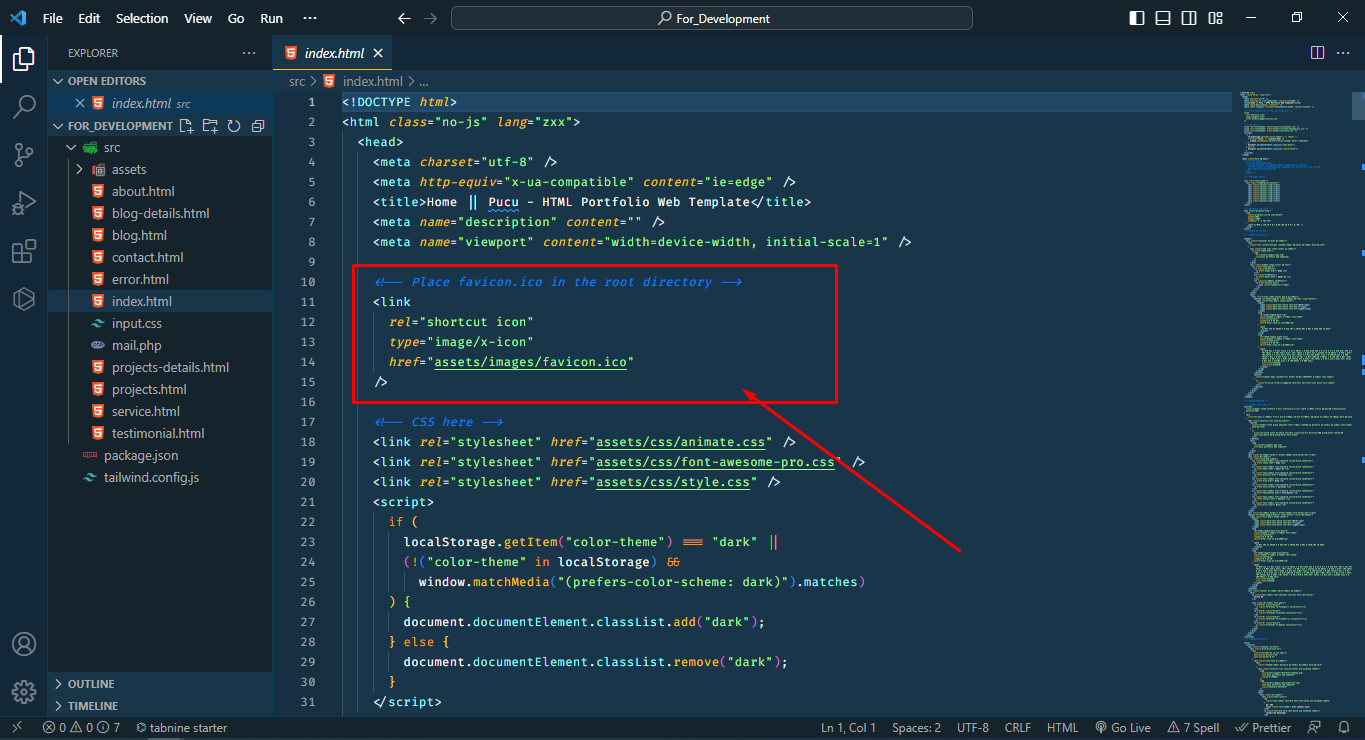 File Edit Selection View Go Run ···
For_Development
EXPLORER ···
OPEN EDITORS
index.html src
FOR_DEVELOPMENT
src
assets
about.html
blog-details.html
blog.html
contact.html
error.html
index.html
input.css
mail.php
projects-details.html
projects.html
service.html
testimonial.html
package.json
tailwind.config.js
OUTLINE
TIMELINE
index.html
src > index.html > ...
1 <!DOCTYPE html>
2 <html class="no-js" lang="zxx">
3 <head>
4 <meta charset="utf-8" />
5 <meta http-equiv="x-ua-compatible" content="ie=edge" />
6 <title>Home || Pucu - HTML Portfolio Web Template</title>
7 <meta name="description" content="" />
8 <meta name="viewport" content="width=device-width, initial-scale=1" />
9
10 <!-- Place favicon.ico in the root directory -->
11 <link
12 rel="shortcut icon"
13 type="image/x-icon"
14 href="assets/images/favicon.ico"
15 />
16
17 <!-- CSS here -->
18 <link rel="stylesheet" href="assets/css/animate.css" />
19 <link rel="stylesheet" href="assets/css/font-awesome-pro.css" />
20 <link rel="stylesheet" href="assets/css/style.css" />
21 <script>
22 if (
23 localStorage.getItem("color-theme") === "dark" ||
24 (!("color-theme" in localStorage) &&
25 window.matchMedia("(prefers-color-scheme: dark)").matches)
26 ) {
27 document.documentElement.classList.add("dark");
28 } else {
29 document.documentElement.classList.remove("dark");
30 }
31 </script>
0 0 7 tabnine starter Ln 1, Col 1 Spaces: 2 UTF-8 CRLF HTML Go Live 7 Spell Prettier